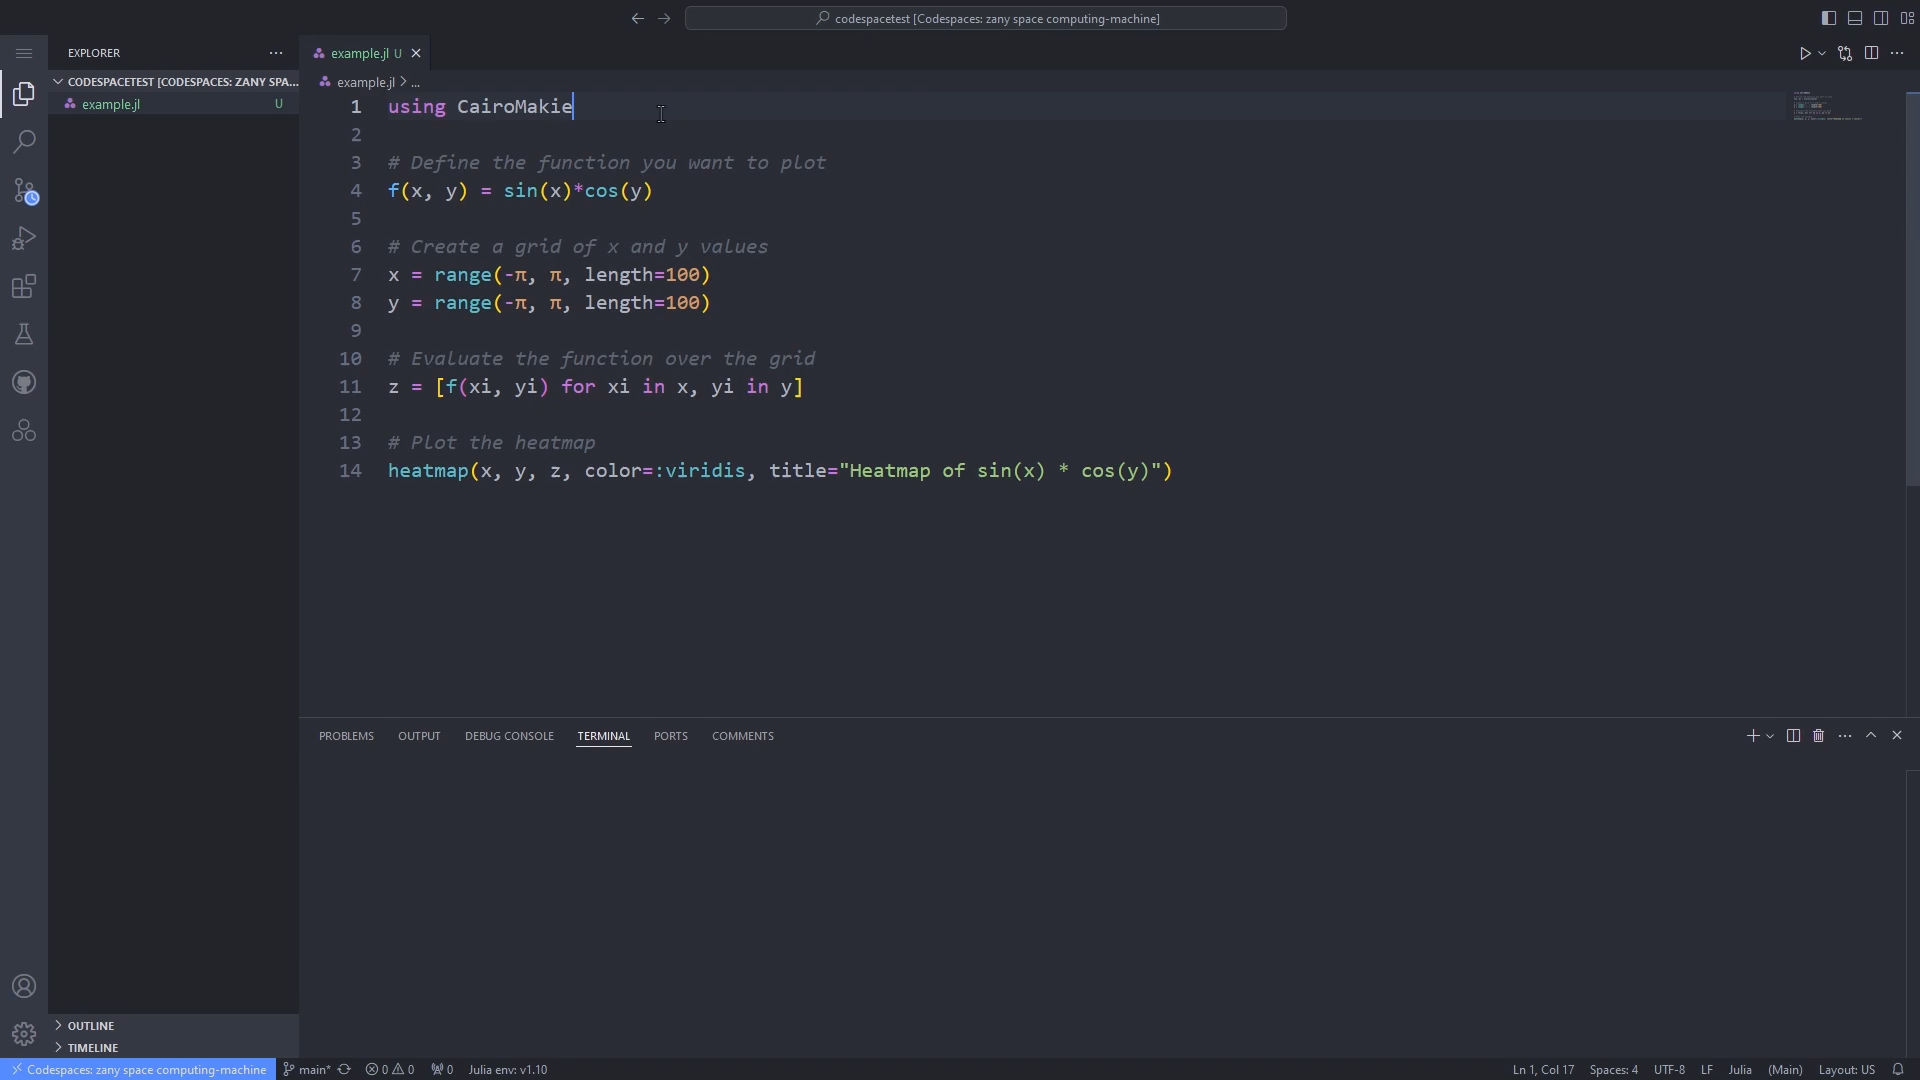 codespacetest [Codespaces: zany space computing-machine]
EXPLORER
example.jl U
CODESPACETEST [CODESPACES: ZANY SPA...
example.jl > ...
example.jl U
1 using CairoMakie
2
3 # Define the function you want to plot
4 f(x, y) = sin(x)*cos(y)
5
6 # Create a grid of x and y values
7 x = range(-π, π, length=100)
8 y = range(-π, π, length=100)
9
10 # Evaluate the function over the grid
11 z = [f(xi, yi) for xi in x, yi in y]
12
13 # Plot the heatmap
14 heatmap(x, y, z, color=:viridis, title="Heatmap of sin(x) * cos(y)")
PROBLEMS OUTPUT DEBUG CONSOLE TERMINAL PORTS COMMENTS
OUTLINE
TIMELINE
Codespaces: zany space computing-machine main* 0 0 0 Julia env: v1.10 Ln 1, Col 17 Spaces: 4 UTF-8 LF Julia (Main) Layout: US